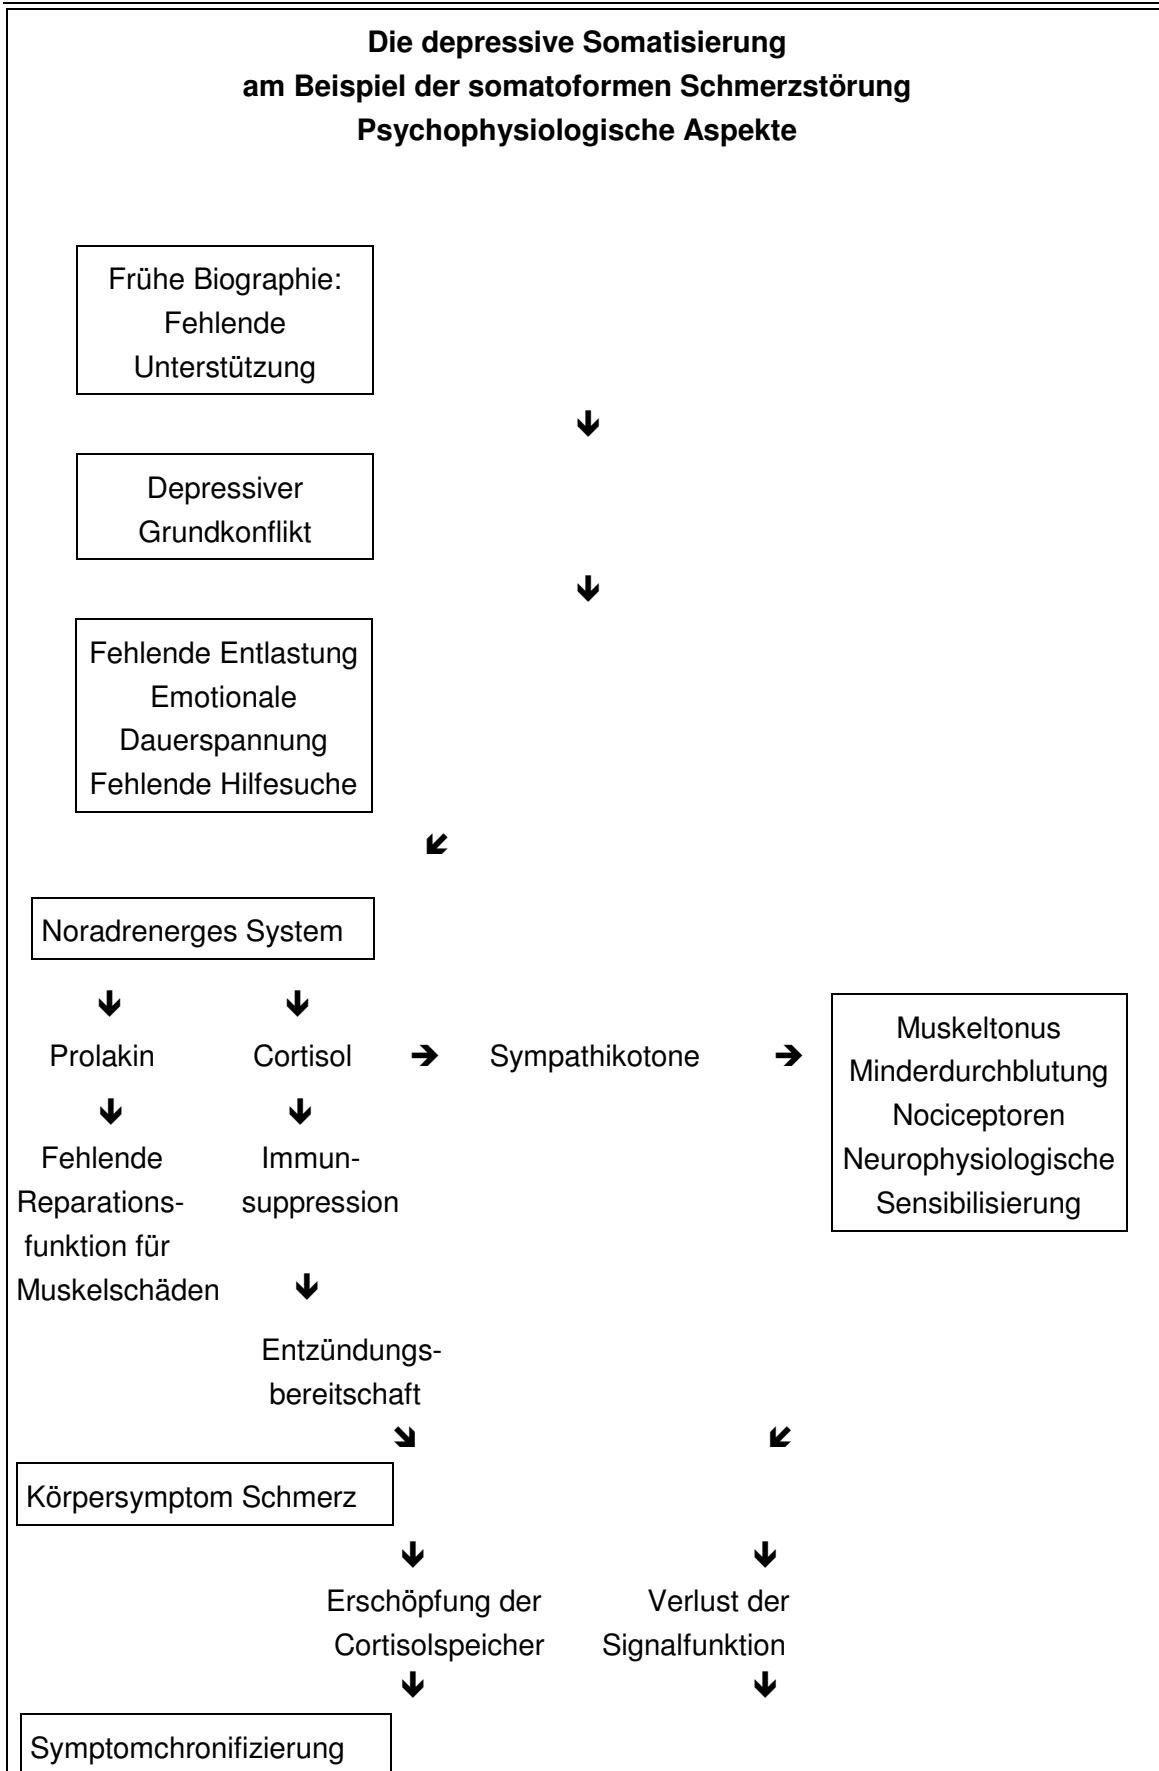 Die depressive Somatisierung
am Beispiel der somatoformen Schmerzstörung
Psychophysiologische Aspekte
Frühe Biographie:
Fehlende
Unterstützung
Depressiver
Grundkonflikt
Fehlende Entlastung
Emotionale
Dauerspannung
Fehlende Hilfesuche
Noradrenerges System
Prolakin
Cortisol
Sympathikotone
Muskeltonus
Minderdurchblutung
Nociceptoren
Neurophysiologische
Sensibilisierung
Fehlende
Reparations-
funktion für
Muskelschäden
Immun-
suppression
Entzündungs-
bereitschaft
Körpersymptom Schmerz
Erschöpfung der
Cortisolspeicher
Verlust der
Signalfunktion
Symptomchronifizierung